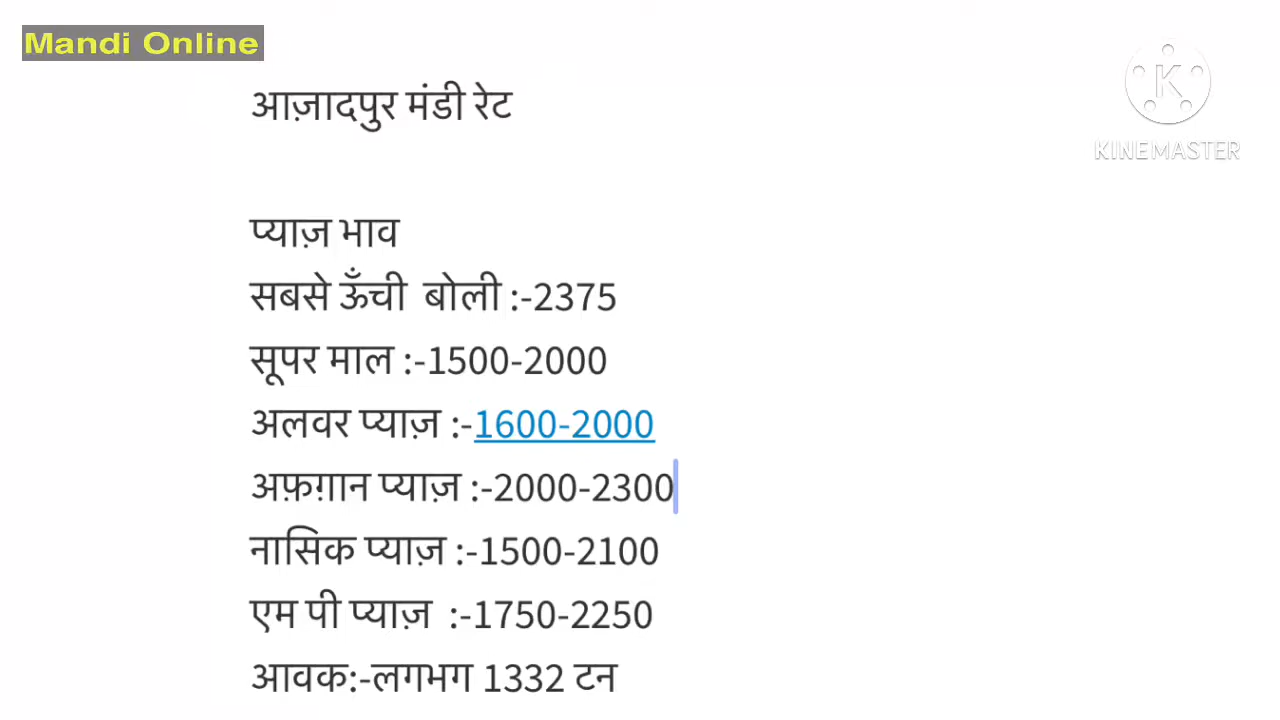 Mandi Online
K
KINEMASTER
आज़ादपुर मंडी रेट
प्याज़ भाव
सबसे ऊँची बोली :-2375
सूपर माल :-1500-2000
अलवर प्याज़ :-1600-2000
अफ़ग़ान प्याज़ :-2000-2300
नासिक प्याज़ :-1500-2100
एम पी प्याज़ :-1750-2250
आवक:-लगभग 1332 टन